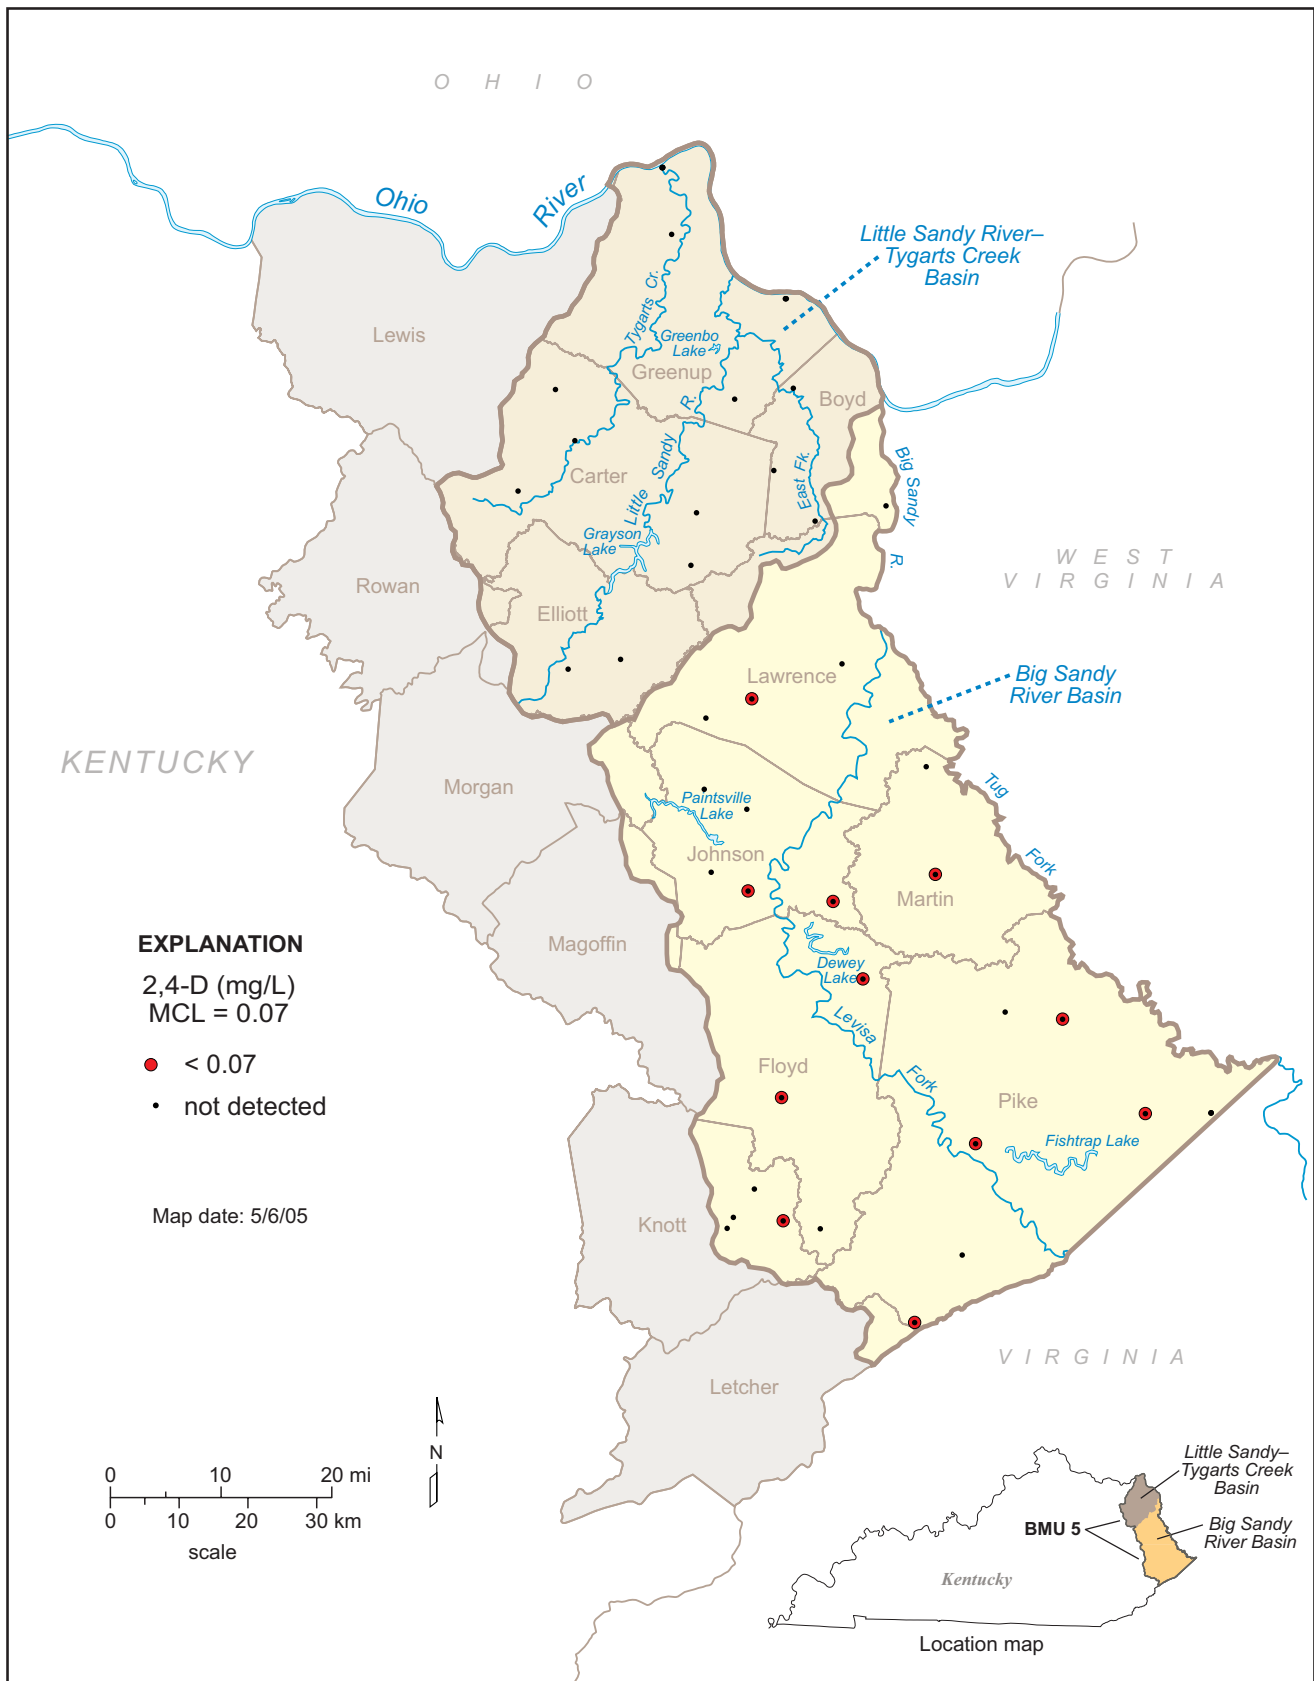 O H I O
Ohio
River
Little Sandy River–
Tygarts Creek
Basin
Lewis
Tygarts Cr.
Greenbo
Lake
Greenup
Boyd
R.
Sandy
Little
Carter
East Fk.
Big Sandy
R.
Grayson
Lake
WEST
VIRGINIA
Rowan
Elliott
Lawrence
Big Sandy
River Basin
KENTUCKY
Morgan
Tug
Fork
Paintsville
Lake
Johnson
Martin
Magoffin
EXPLANATION
2,4-D (mg/L)
MCL = 0.07
< 0.07
not detected
Dewey
Lake
Levisa
Fork
Floyd
Pike
Fishtrap Lake
Map date: 5/6/05
Knott
VIRGINIA
Letcher
N
0 10 20 mi
0 10 20 30 km
scale
Little Sandy–
Tygarts Creek
Basin
BMU 5
Big Sandy
River Basin
Kentucky
Location map